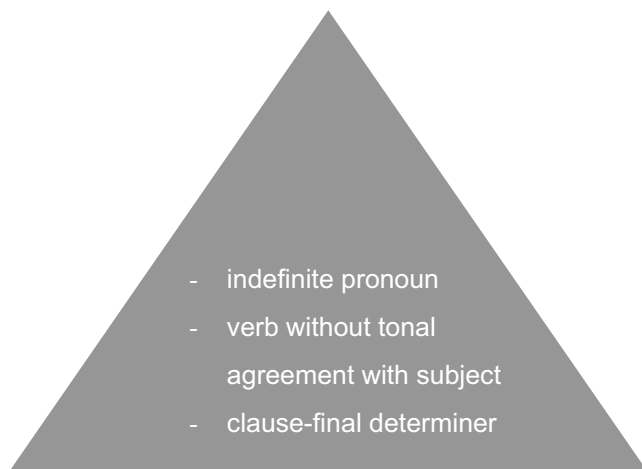 - indefinite pronoun
- verb without tonal
agreement with subject
- clause-final determiner